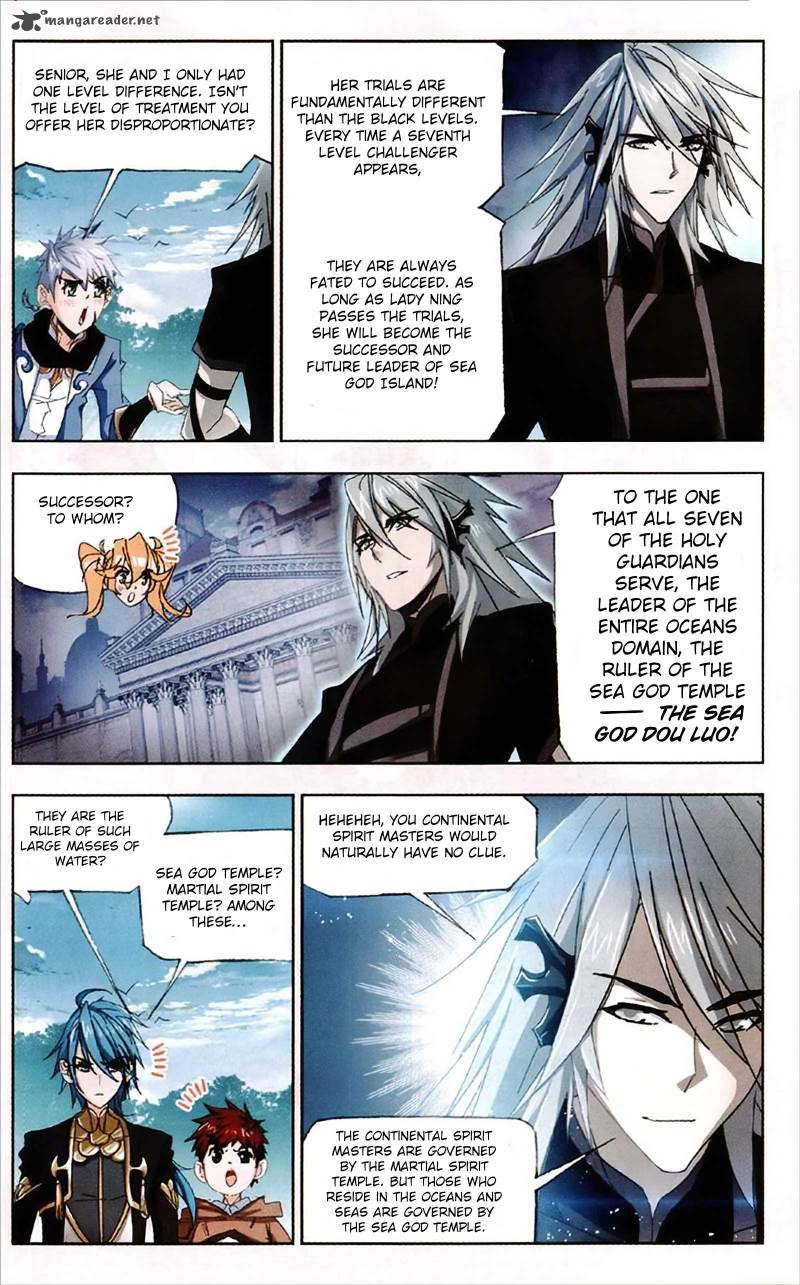 mangareader.net
SENIOR, SHE AND I ONLY HAD
ONE LEVEL DIFFERENCE. ISN'T
THE LEVEL OF TREATMENT YOU
OFFER HER DISPROPORTIONATE?
HER TRIALS ARE
FUNDAMENTALLY DIFFERENT
THAN THE BLACK LEVELS.
EVERY TIME A SEVENTH
LEVEL CHALLENGER
APPEARS,
THEY ARE ALWAYS
FATED TO SUCCEED. AS
LONG AS LADY NING
PASSES THE TRIALS,
SHE WILL BECOME THE
SUCCESSOR AND
FUTURE LEADER OF SEA
GOD ISLAND!
SUCCESSOR?
TO WHOM?
TO THE ONE
THAT ALL SEVEN
OF THE HOLY
GUARDIANS
SERVE, THE
LEADER OF THE
ENTIRE OCEANS
DOMAIN, THE
RULER OF THE
SEA GOD TEMPLE
— THE SEA
GOD DOU LUO!
THEY ARE THE
RULER OF SUCH
LARGE MASSES OF
WATER?
SEA GOD TEMPLE?
MARTIAL SPIRIT
TEMPLE? AMONG
THESE...
HEHEHEH, YOU CONTINENTAL
SPIRIT MASTERS WOULD
NATURALLY HAVE NO CLUE.
THE CONTINENTAL SPIRIT
MASTERS ARE GOVERNED
BY THE MARTIAL SPIRIT
TEMPLE. BUT THOSE WHO
RESIDE IN THE OCEANS AND
SEAS ARE GOVERNED BY
THE SEA GOD TEMPLE.